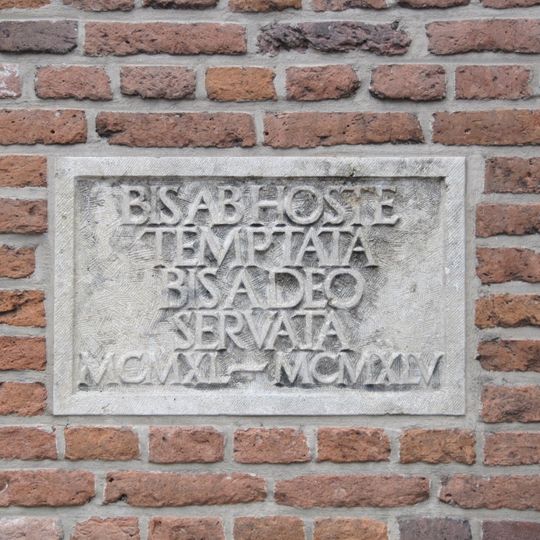 BIS AB HOSTE
TEMPTATA
BIS A DEO
SERVATA
MCMXL — MCMXLV